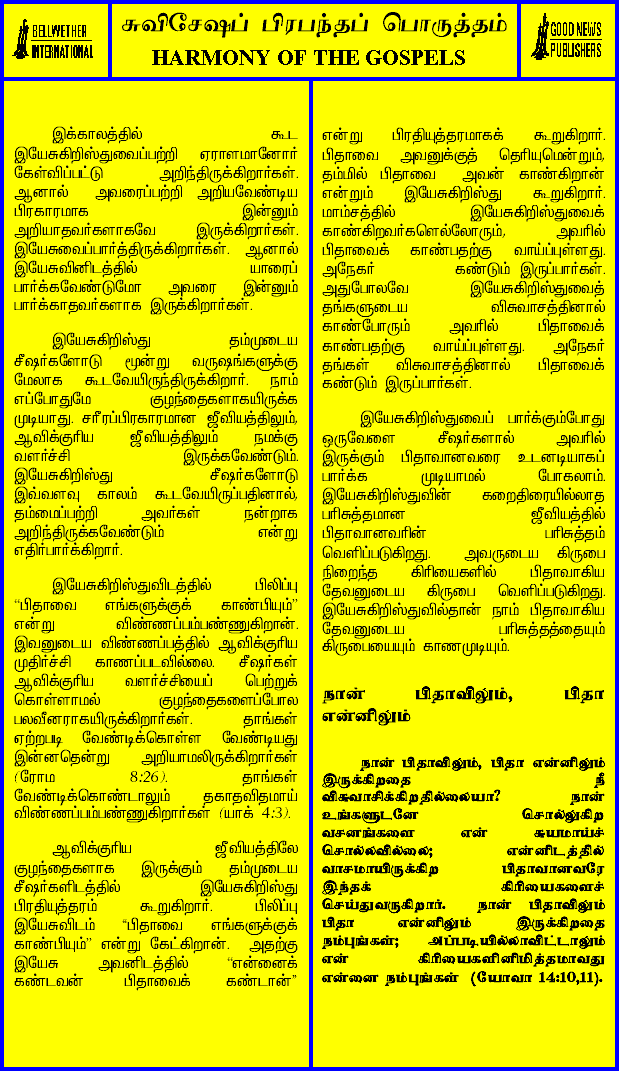 BELLWETHER
INTERNATIONAL
சுவிசேஷப் பிரபந்தப் பொருத்தம்
HARMONY OF THE GOSPELS
GOOD NEWS
PUBLISHERS
இக்காலத்தில் கூட
இயேசுகிறிஸ்துவைப்பற்றி ஏராளமானோர்
கேள்விப்பட்டு அறிந்திருக்கிறார்கள்.
ஆனால் அவரைப்பற்றி அறியவேண்டிய
பிரகாரமாக இன்னும்
அறியாதவர்களாகவே இருக்கிறார்கள்.
இயேசுவைப்பார்த்திருக்கிறார்கள். ஆனால்
இயேசுவினிடத்தில் யாரைப்
பார்க்கவேண்டுமோ அவரை இன்னும்
பார்க்காதவர்களாக இருக்கிறார்கள்.
இயேசுகிறிஸ்து தம்முடைய
சீஷர்களோடு மூன்று வருஷங்களுக்கு
மேலாக கூடவேயிருந்திருக்கிறார். நாம்
எப்போதுமே குழந்தைகளாகயிருக்க
முடியாது. சரீரப்பிரகாரமான ஜீவியத்திலும்,
ஆவிக்குரிய ஜீவியத்திலும் நமக்கு
வளர்ச்சி இருக்கவேண்டும்.
இயேசுகிறிஸ்து சீஷர்களோடு
இவ்வளவு காலம் கூடவேயிருப்பதினால்,
தம்மைப்பற்றி அவர்கள் நன்றாக
அறிந்திருக்கவேண்டும் என்று
எதிர்பார்க்கிறார்.
இயேசுகிறிஸ்துவிடத்தில் பிலிப்பு
“பிதாவை எங்களுக்குக் காண்பியும்”
என்று விண்ணப்பம்பண்ணுகிறான்.
இவனுடைய விண்ணப்பத்தில் ஆவிக்குரிய
முதிர்ச்சி காணப்படவில்லை. சீஷர்கள்
ஆவிக்குரிய வளர்ச்சியைப் பெற்றுக்
கொள்ளாமல் குழந்தைகளைப்போல
பலவீனராகயிருக்கிறார்கள். தாங்கள்
ஏற்றபடி வேண்டிக்கொள்ள வேண்டியது
இன்னதென்று அறியாமலிருக்கிறார்கள்
(ரோம 8:26). தாங்கள்
வேண்டிக்கொண்டாலும் தகாதவிதமாய்
விண்ணப்பம்பண்ணுகிறார்கள் (யாக் 4:3).
ஆவிக்குரிய ஜீவியத்திலே
குழந்தைகளாக இருக்கும் தம்முடைய
சீஷர்களிடத்தில் இயேசுகிறிஸ்து
பிரதியுத்தரம் கூறுகிறார். பிலிப்பு
இயேசுவிடம் “பிதாவை எங்களுக்குக்
காண்பியும்” என்று கேட்கிறான். அதற்கு
இயேசு அவனிடத்தில் “என்னைக்
கண்டவன் பிதாவைக் கண்டான்”
என்று பிரதியுத்தரமாகக் கூறுகிறார்.
பிதாவை அவனுக்குத் தெரியுமென்றும்,
தம்மில் பிதாவை அவன் காண்கிறான்
என்றும் இயேசுகிறிஸ்து கூறுகிறார்.
மாம்சத்தில் இயேசுகிறிஸ்துவைக்
காண்கிறவர்களெல்லோரும், அவரில்
பிதாவைக் காண்பதற்கு வாய்ப்புள்ளது.
அநேகர் கண்டும் இருப்பார்கள்.
அதுபோலவே இயேசுகிறிஸ்துவைத்
தங்களுடைய விசுவாசத்தினால்
காண்போரும் அவரில் பிதாவைக்
காண்பதற்கு வாய்ப்புள்ளது. அநேகர்
தங்கள் விசுவாசத்தினால் பிதாவைக்
கண்டும் இருப்பார்கள்.
இயேசுகிறிஸ்துவைப் பார்க்கும்போது
ஒருவேளை சீஷர்களால் அவரில்
இருக்கும் பிதாவானவரை உடனடியாகப்
பார்க்க முடியாமல் போகலாம்.
இயேசுகிறிஸ்துவின் கறைதிரையில்லாத
பரிசுத்தமான ஜீவியத்தில்
பிதாவானவரின் பரிசுத்தம்
வெளிப்படுகிறது. அவருடைய கிருபை
நிறைந்த கிரியைகளில் பிதாவாகிய
தேவனுடைய கிருபை வெளிப்படுகிறது.
இயேசுகிறிஸ்துவில்தான் நாம் பிதாவாகிய
தேவனுடைய பரிசுத்தத்தையும்
கிருபையையும் காணமுடியும்.
நான் பிதாவிலும், பிதா
என்னிலும்
நான் பிதாவிலும், பிதா என்னிலும்
இருக்கிறதை நீ
விசுவாசிக்கிறதில்லையா? நான்
உங்களுடனே சொல்லுகிற
வசனங்களை என் சுயமாய்ச்
சொல்லவில்லை; என்னிடத்தில்
வாசமாயிருக்கிற பிதாவானவரே
இந்தக் கிரியைகளைச்
செய்துவருகிறார். நான் பிதாவிலும்
பிதா என்னிலும் இருக்கிறதை
நம்புங்கள்; அப்படியில்லாவிட்டாலும்
என் கிரியைகளினிமித்தமாவது
என்னை நம்புங்கள் (யோவா 14:10,11).